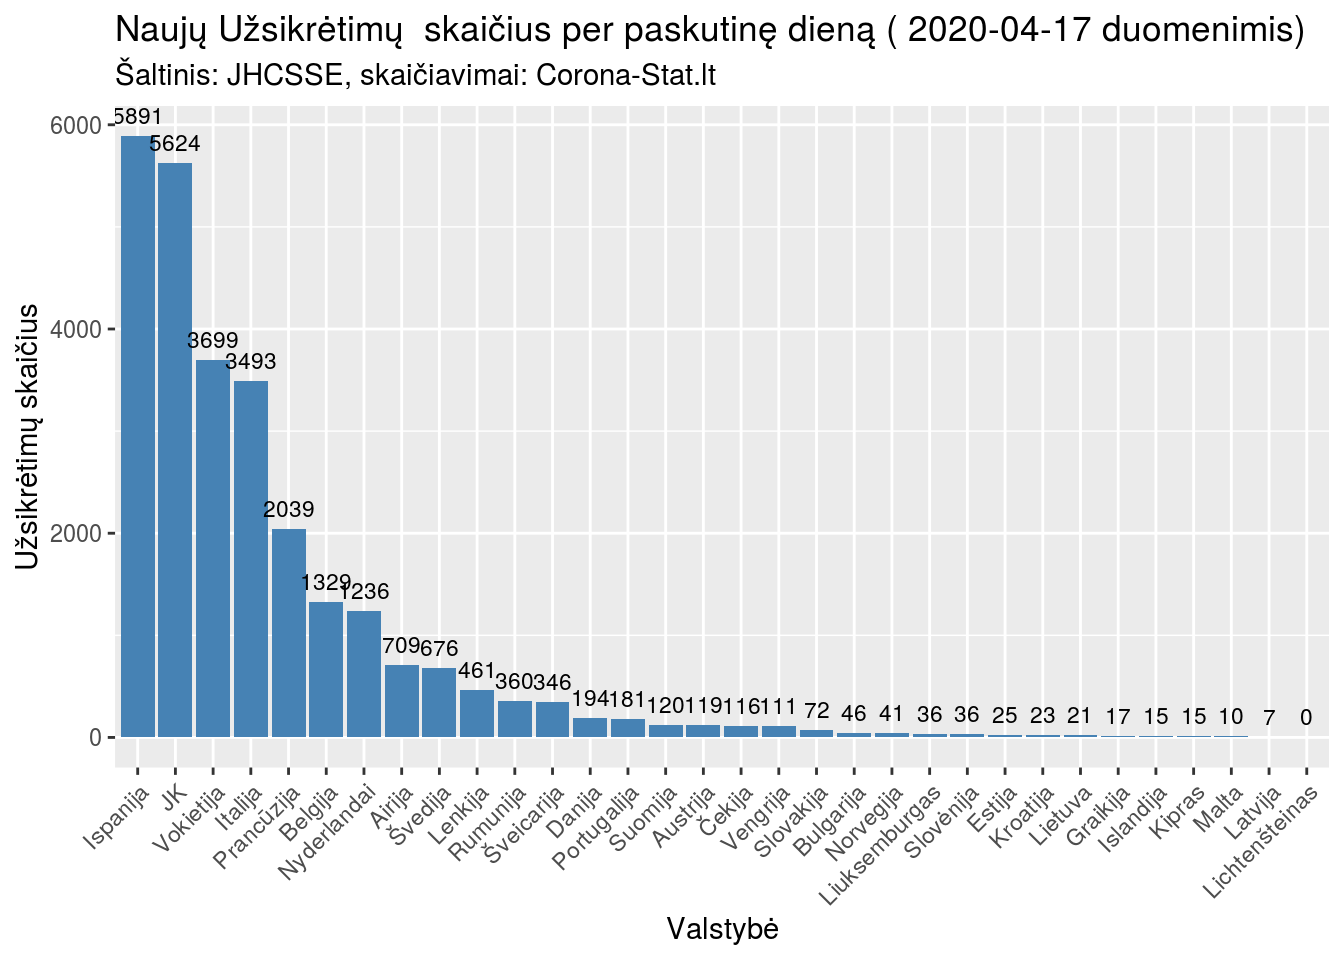 Naujų Užsikrėtimų  skaičius per paskutinę dieną ( 2020-04-17 duomenimis)
Šaltinis: JHCSSE, skaičiavimai: Corona-Stat.lt
Užsikrėtimų skaičius
6000
4000
2000
0
5891
5624
3699
3493
2039
1329
1236
709
676
461
360
346
194
181
120
119
116
111
72
46
41
36
36
25
23
21
17
15
15
10
7
0
Ispanija
JK
Vokietija
Italija
Prancūzija
Belgija
Nyderlandai
Airija
Švedija
Lenkija
Rumunija
Šveicarija
Danija
Portugalija
Suomija
Austrija
Čekija
Vengrija
Slovakija
Bulgarija
Norvegija
Liuksemburgas
Slovėnija
Estija
Kroatija
Lietuva
Graikija
Islandija
Kipras
Malta
Latvija
Lichtenšteinas
Valstybė